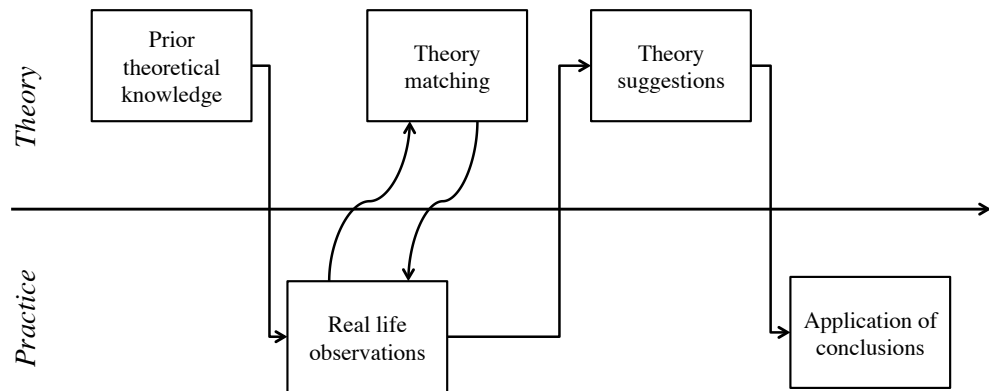 Theory
Prior
theoretical
knowledge
Theory
matching
Theory
suggestions
Practice
Real life
observations
Application of
conclusions